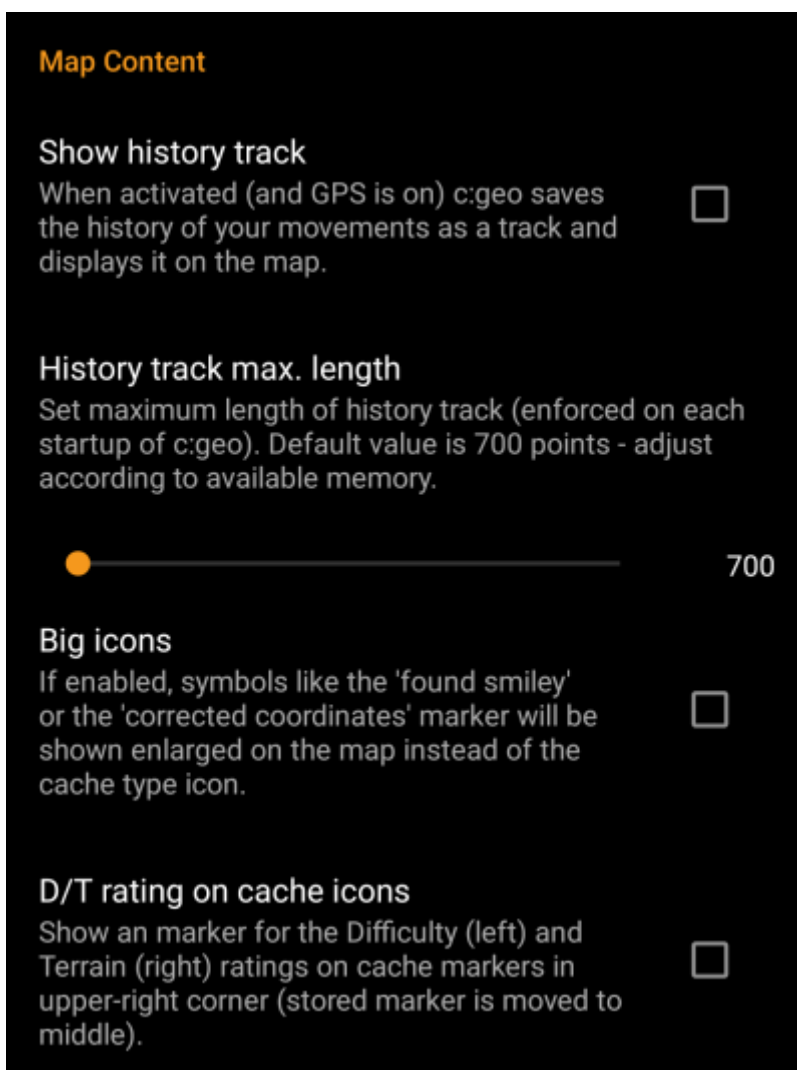 Map Content
Show history track
When activated (and GPS is on) c:geo saves
the history of your movements as a track and
displays it on the map.
History track max. length
Set maximum length of history track (enforced on each
startup of c:geo). Default value is 700 points - adjust
according to available memory.
700
Big icons
If enabled, symbols like the 'found smiley'
or the 'corrected coordinates' marker will be
shown enlarged on the map instead of the
cache type icon.
D/T rating on cache icons
Show an marker for the Difficulty (left) and
Terrain (right) ratings on cache markers in
upper-right corner (stored marker is moved to
middle).